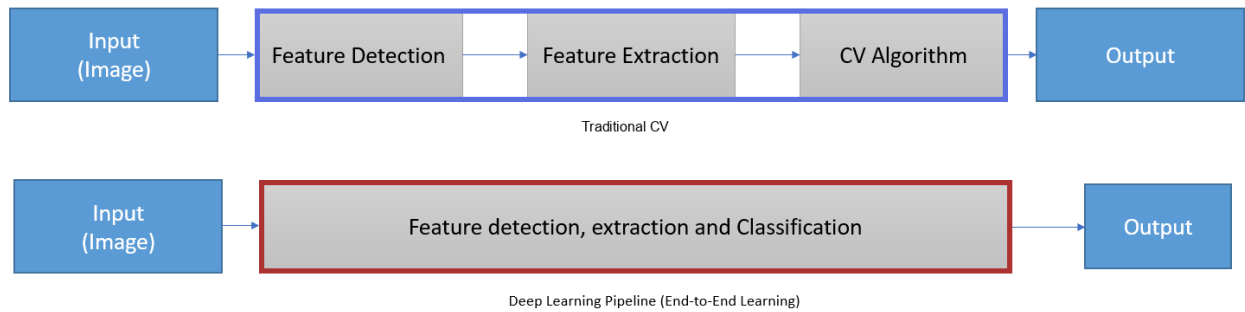 Input
(Image)
Feature Detection
Feature Extraction
CV Algorithm
Output
Traditional CV
Input
(Image)
Feature detection, extraction and Classification
Output
Deep Learning Pipeline (End-to-End Learning)